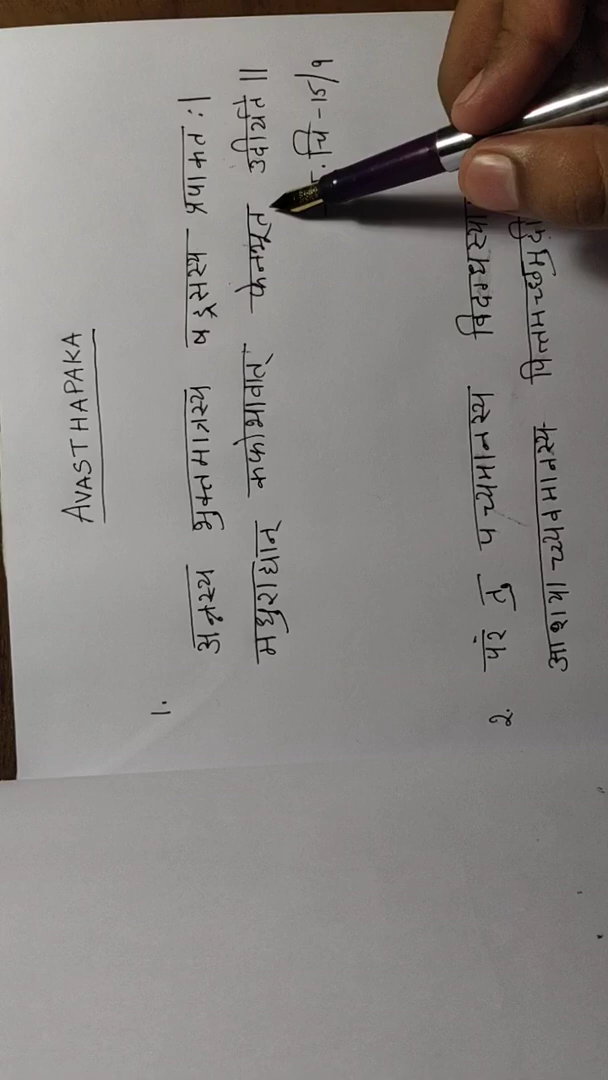 AVASTHAPAKA
1. अन्नस्य भुक्तमात्रस्य षड्रसस्य प्रपाकतः।
मधुराद्यात् कफोभावात् फेनभूत उदीर्यते॥
चि -15/9
2. परं तु पच्यमानस्य विदग्धस्या
आशयाच्च्यवमानस्य पित्तमच्छमुदी